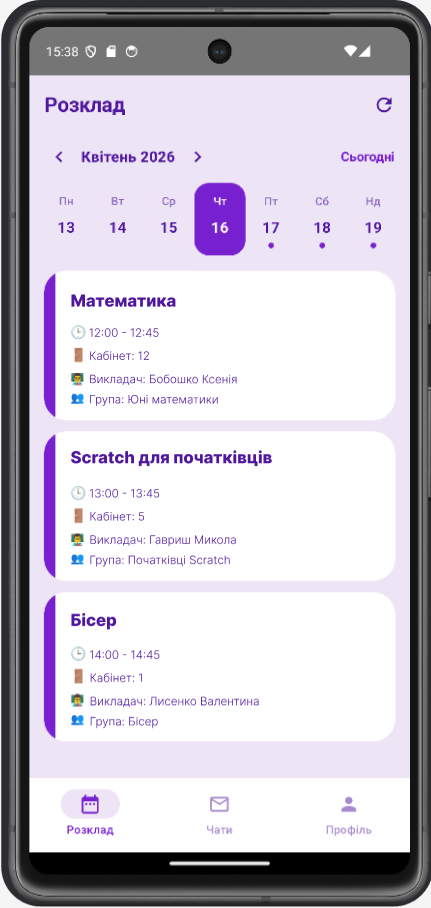 15:38
Розклад
Квітень 2026
Сьогодні
Пн Вт Ср Чт Пт Сб Нд
13 14 15 16 17 18 19
Математика
12:00 - 12:45
Кабінет: 12
Викладач: Бобошко Ксенія
Група: Юні математики
Scratch для початківців
13:00 - 13:45
Кабінет: 5
Викладач: Гавриш Микола
Група: Початківці Scratch
Бісер
14:00 - 14:45
Кабінет: 1
Викладач: Лисенко Валентина
Група: Бісер
Розклад Чати Профіль